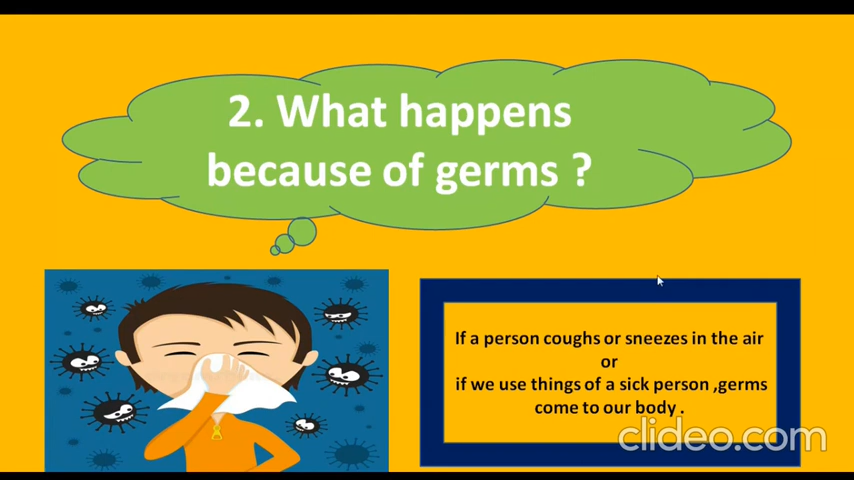 2. What happens
because of germs ?
If a person coughs or sneezes in the air
or
if we use things of a sick person ,germs
come to our body .
clideo.com